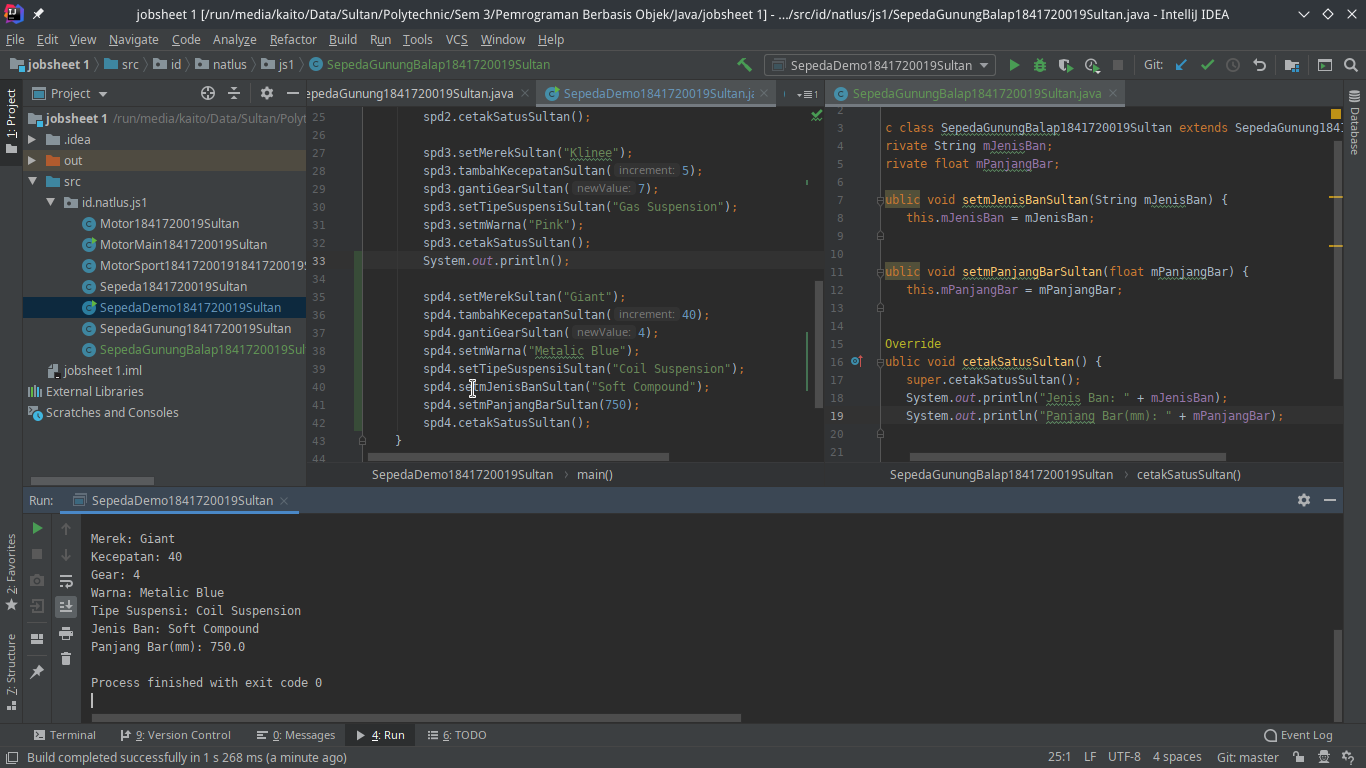 jobsheet 1 [/run/media/kaito/Data/Sultan/Polytechnic/Sem 3/Pemrograman Berbasis Objek/Java/jobsheet 1] - .../src/id/natlus/js1/SepedaGunungBalap1841720019Sultan.java - IntelliJ IDEA
File Edit View Navigate Code Analyze Refactor Build Run Tools VCS Window Help
jobsheet 1 src id natlus js1 SepedaGunungBalap1841720019Sultan
SepedaDemo1841720019Sultan
Git:
1: Project
Project
jobsheet 1 /run/media/kaito/Data/Sultan/Polyt
.idea
out
src
id.natlus.js1
Motor1841720019Sultan
MotorMain1841720019Sultan
MotorSport18417200191841720019S
Sepeda1841720019Sultan
SepedaDemo1841720019Sultan
SepedaGunung1841720019Sultan
SepedaGunungBalap1841720019Sul
jobsheet 1.iml
External Libraries
Scratches and Consoles
epedaGunung1841720019Sultan.java
SepedaDemo1841720019Sultan.ja
1
25 spd2.cetakSatusSultan();
26
27 spd3.setMerekSultan("Klinee");
28 spd3.tambahKecepatanSultan( increment: 5);
29 spd3.gantiGearSultan( newValue: 7);
30 spd3.setTipeSuspensiSultan("Gas Suspension");
31 spd3.setmWarna("Pink");
32 spd3.cetakSatusSultan();
33 System.out.println();
34
35 spd4.setMerekSultan("Giant");
36 spd4.tambahKecepatanSultan( increment: 40);
37 spd4.gantiGearSultan( newValue: 4);
38 spd4.setmWarna("Metalic Blue");
39 spd4.setTipeSuspensiSultan("Coil Suspension");
40 spd4.setmJenisBanSultan("Soft Compound");
41 spd4.setmPanjangBarSultan(750);
42 spd4.cetakSatusSultan();
43 }
44
SepedaDemo1841720019Sultan main()
SepedaGunungBalap1841720019Sultan.java
2
3 c class SepedaGunungBalap1841720019Sultan extends SepedaGunung1841
4 rivate String mJenisBan;
5 rivate float mPanjangBar;
6
7 ublic void setmJenisBanSultan(String mJenisBan) {
8 this.mJenisBan = mJenisBan;
9
10
11 ublic void setmPanjangBarSultan(float mPanjangBar) {
12 this.mPanjangBar = mPanjangBar;
13
14
15 Override
16 ublic void cetakSatusSultan() {
17 super.cetakSatusSultan();
18 System.out.println("Jenis Ban: " + mJenisBan);
19 System.out.println("Panjang Bar(mm): " + mPanjangBar);
20
21
SepedaGunungBalap1841720019Sultan cetakSatusSultan()
Database
Run: SepedaDemo1841720019Sultan
Merek: Giant
Kecepatan: 40
Gear: 4
Warna: Metalic Blue
Tipe Suspensi: Coil Suspension
Jenis Ban: Soft Compound
Panjang Bar(mm): 750.0
Process finished with exit code 0
2: Favorites
7: Structure
Terminal 9: Version Control 0: Messages 4: Run 6: TODO Event Log
Build completed successfully in 1 s 268 ms (a minute ago) 25:1 LF UTF-8 4 spaces Git: master